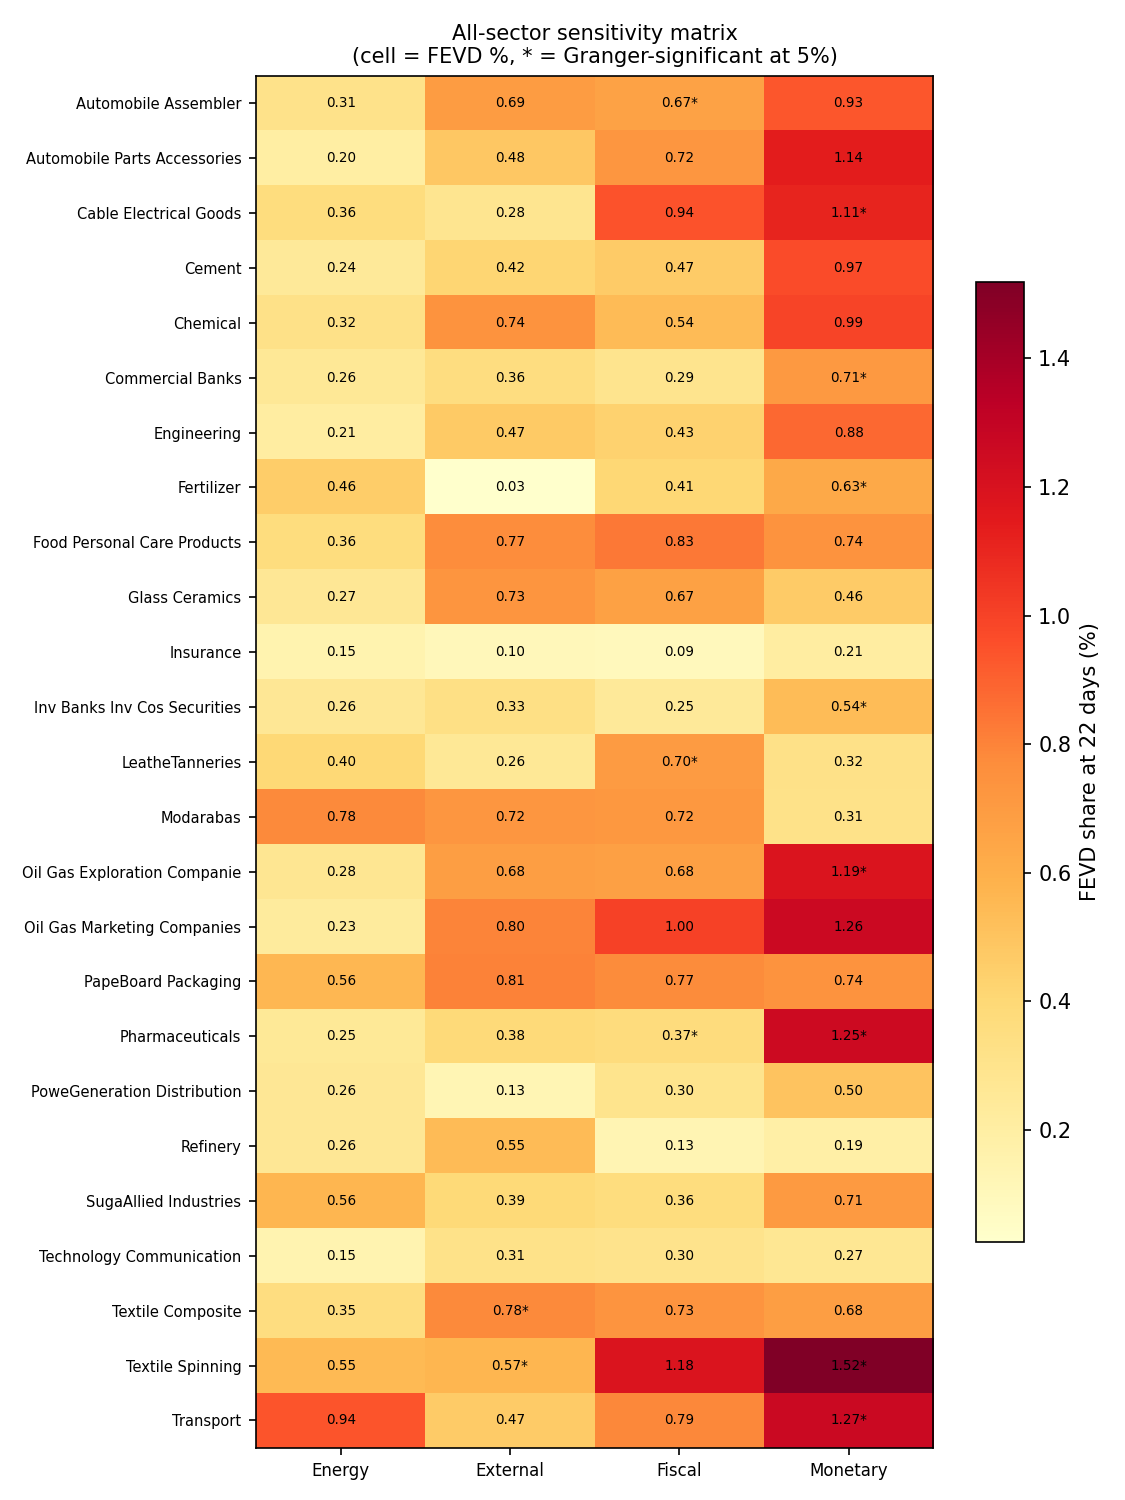 All-sector sensitivity matrix
(cell = FEVD %, * = Granger-significant at 5%)
Automobile Assembler 0.31 0.69 0.67* 0.93
Automobile Parts Accessories 0.20 0.48 0.72 1.14
Cable Electrical Goods 0.36 0.28 0.94 1.11*
Cement 0.24 0.42 0.47 0.97
Chemical 0.32 0.74 0.54 0.99
Commercial Banks 0.26 0.36 0.29 0.71*
Engineering 0.21 0.47 0.43 0.88
Fertilizer 0.46 0.03 0.41 0.63*
Food Personal Care Products 0.36 0.77 0.83 0.74
Glass Ceramics 0.27 0.73 0.67 0.46
Insurance 0.15 0.10 0.09 0.21
Inv Banks Inv Cos Securities 0.26 0.33 0.25 0.54*
LeatheTanneries 0.40 0.26 0.70* 0.32
Modarabas 0.78 0.72 0.72 0.31
Oil Gas Exploration Companie 0.28 0.68 0.68 1.19*
Oil Gas Marketing Companies 0.23 0.80 1.00 1.26
PapeBoard Packaging 0.56 0.81 0.77 0.74
Pharmaceuticals 0.25 0.38 0.37* 1.25*
PoweGeneration Distribution 0.26 0.13 0.30 0.50
Refinery 0.26 0.55 0.13 0.19
SugaAllied Industries 0.56 0.39 0.36 0.71
Technology Communication 0.15 0.31 0.30 0.27
Textile Composite 0.35 0.78* 0.73 0.68
Textile Spinning 0.55 0.57* 1.18 1.52*
Transport 0.94 0.47 0.79 1.27*
Energy External Fiscal Monetary
1.4
1.2
1.0
0.8
0.6
0.4
0.2
FEVD share at 22 days (%)